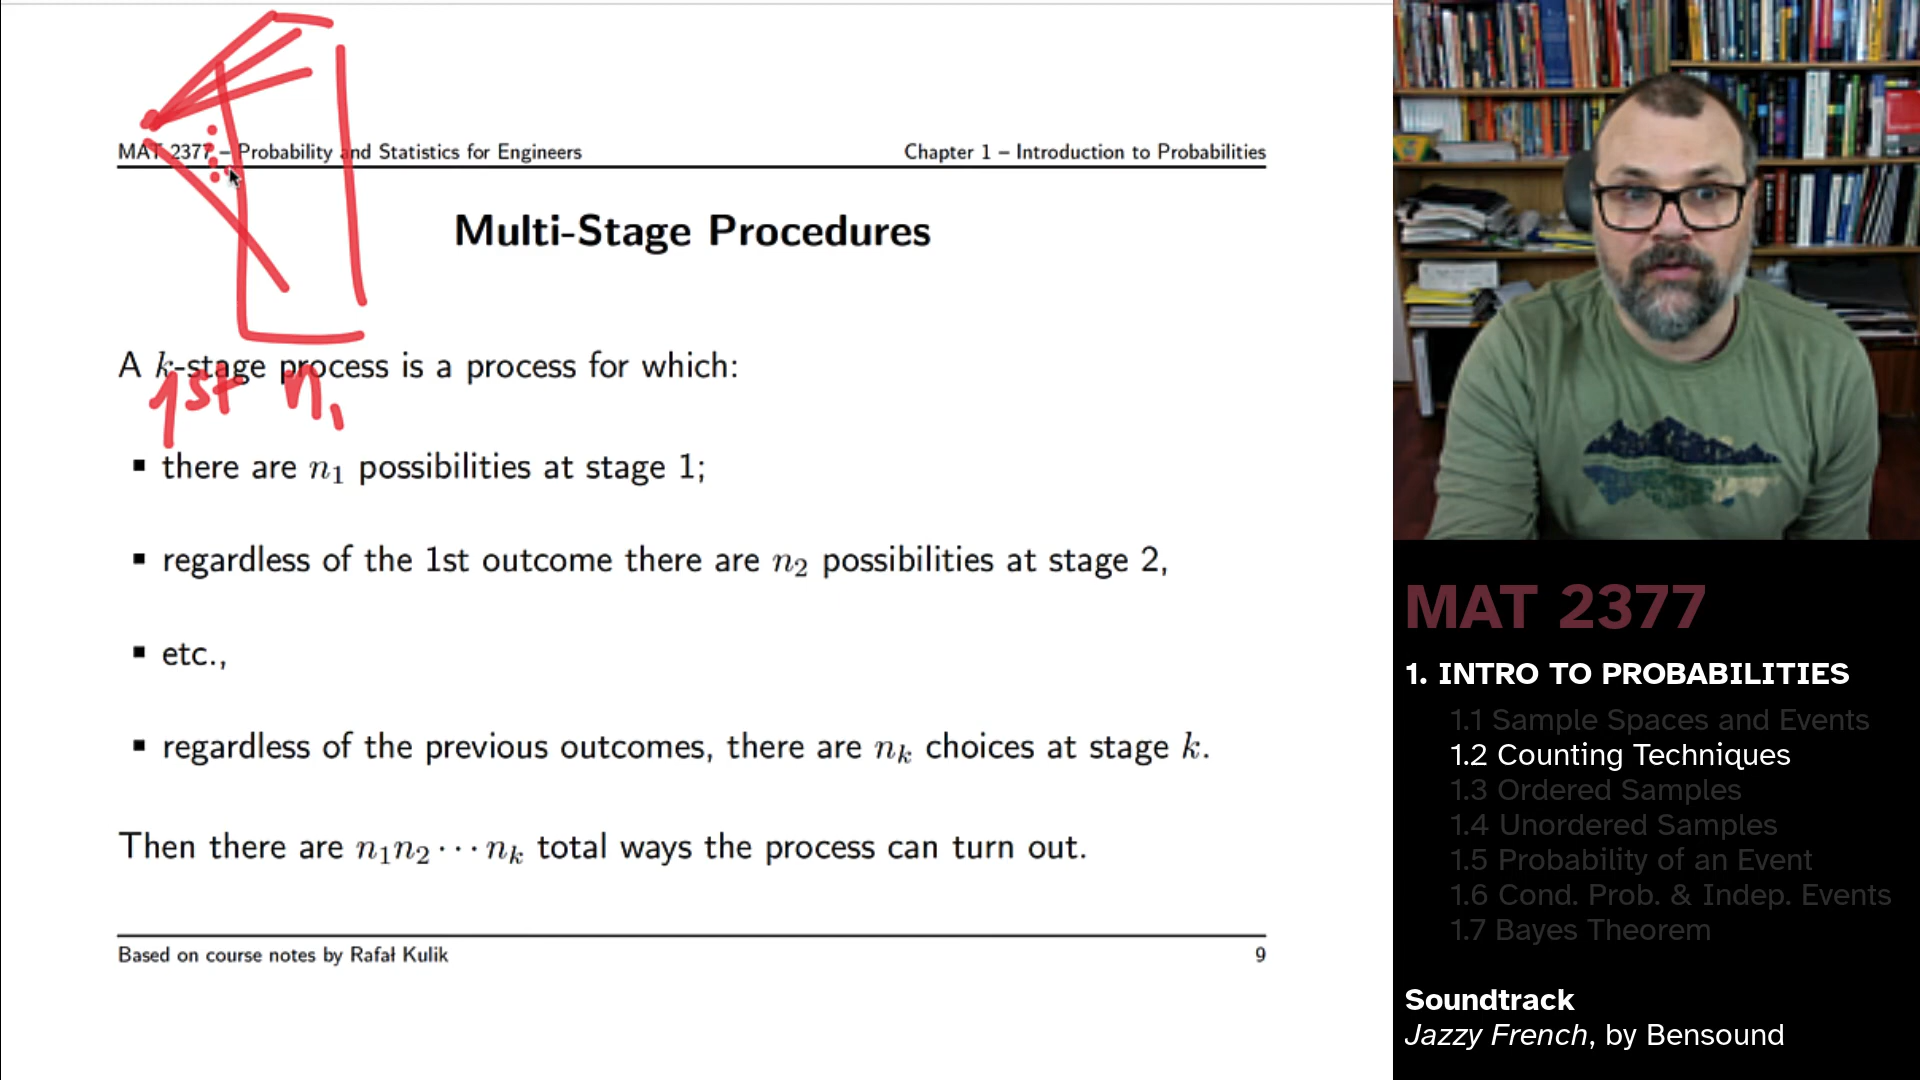 MAT 2377 – Probability and Statistics for Engineers
Chapter 1 – Introduction to Probabilities
Multi-Stage Procedures
A k-stage process is a process for which:
1st n₁
▪ there are n₁ possibilities at stage 1;
▪ regardless of the 1st outcome there are n₂ possibilities at stage 2,
▪ etc.,
▪ regardless of the previous outcomes, there are nₖ choices at stage k.
Then there are n₁n₂ ⋯ nₖ total ways the process can turn out.
Based on course notes by Rafał Kulik
9
MAT 2377
1. INTRO TO PROBABILITIES
1.1 Sample Spaces and Events
1.2 Counting Techniques
1.3 Ordered Samples
1.4 Unordered Samples
1.5 Probability of an Event
1.6 Cond. Prob. & Indep. Events
1.7 Bayes Theorem
Soundtrack
Jazzy French, by Bensound